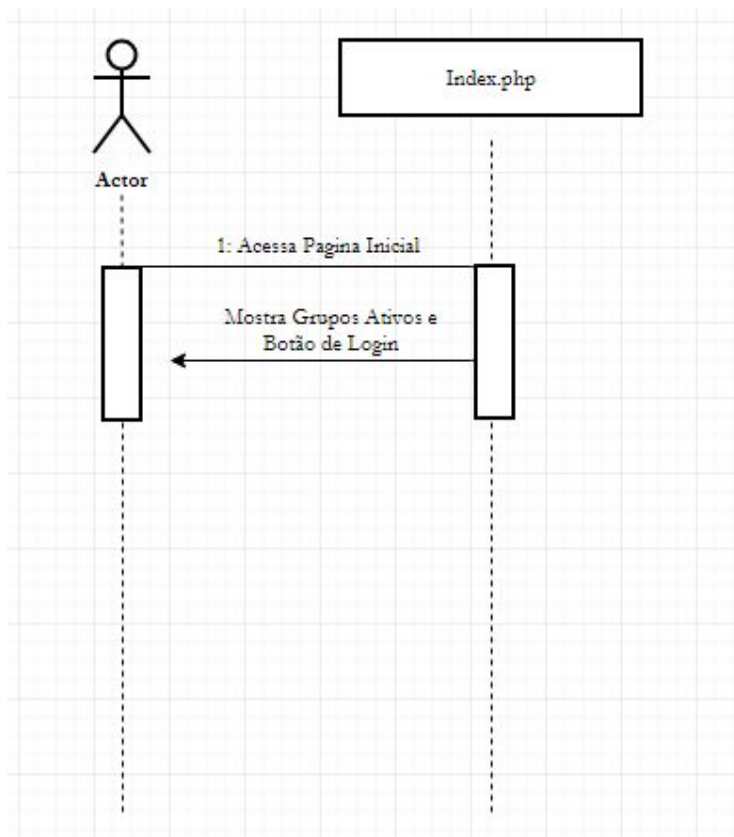 Index.php
Actor
1: Acessa Pagina Inicial
Mostra Grupos Ativos e
Botão de Login